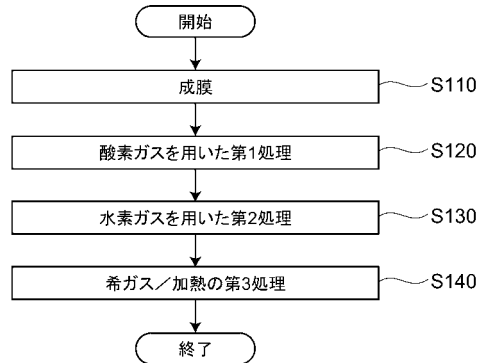 開始
成膜
S110
酸素ガスを用いた第1処理
S120
水素ガスを用いた第2処理
S130
希ガス／加熱の第3処理
S140
終了